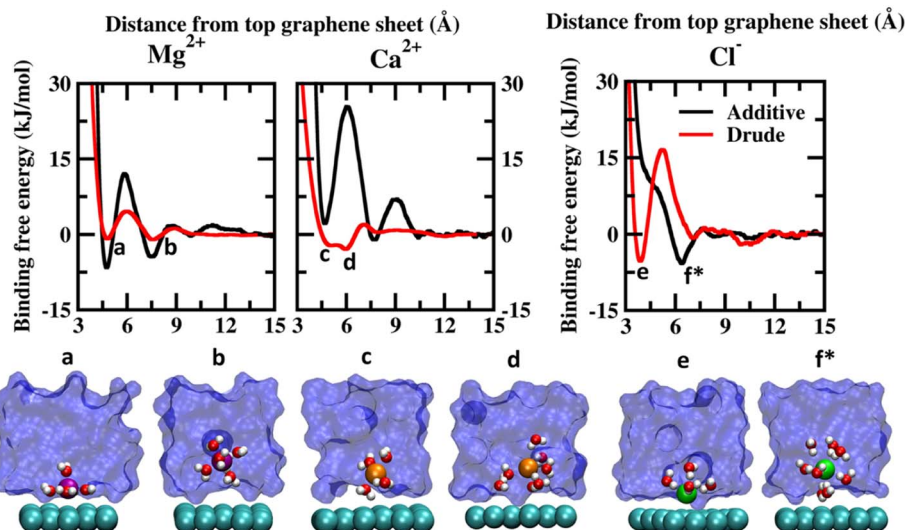 Distance from top graphene sheet (Å)
Distance from top graphene sheet (Å)
Mg²⁺
Ca²⁺
Cl⁻
Binding free energy (kJ/mol)
30
15
0
-15
3 6 9 12 15
a
b
3 6 9 12 15
c
d
30
15
0
-15
Binding free energy (kJ/mol)
30
15
0
-15
3 6 9 12 15
Additive
Drude
e
f*
a b c d e f*